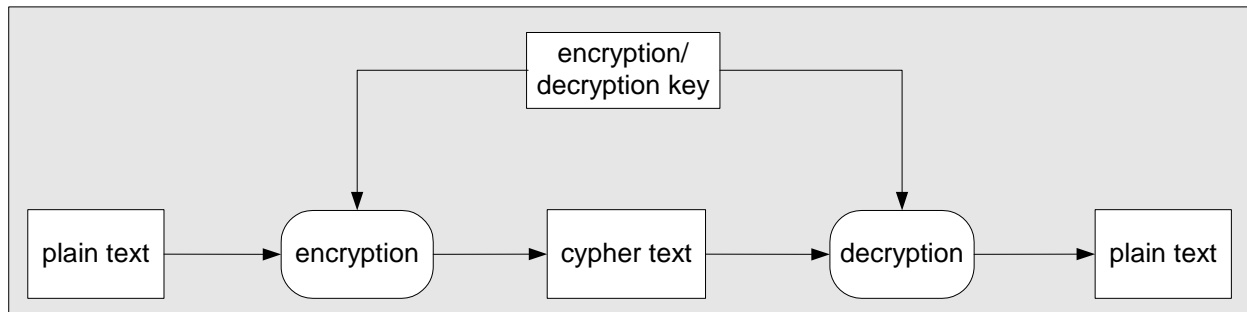 encryption/
decryption key
plain text
encryption
cypher text
decryption
plain text